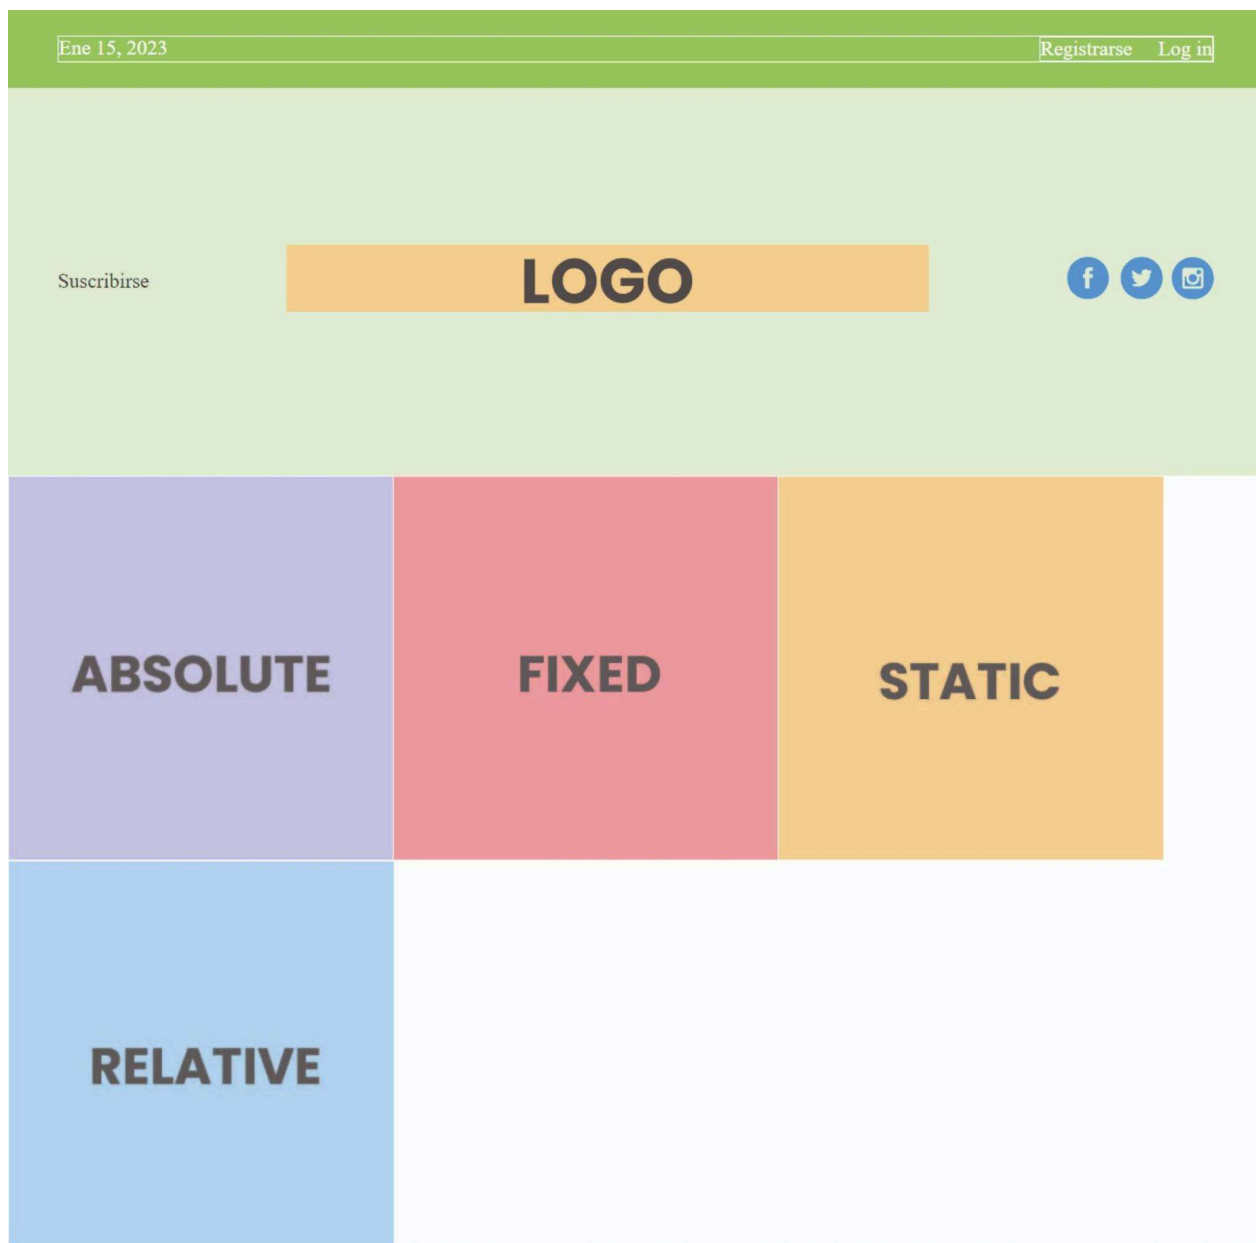 Ene 15, 2023 Registrarse Log in
Suscribirse LOGO
ABSOLUTE FIXED STATIC
RELATIVE